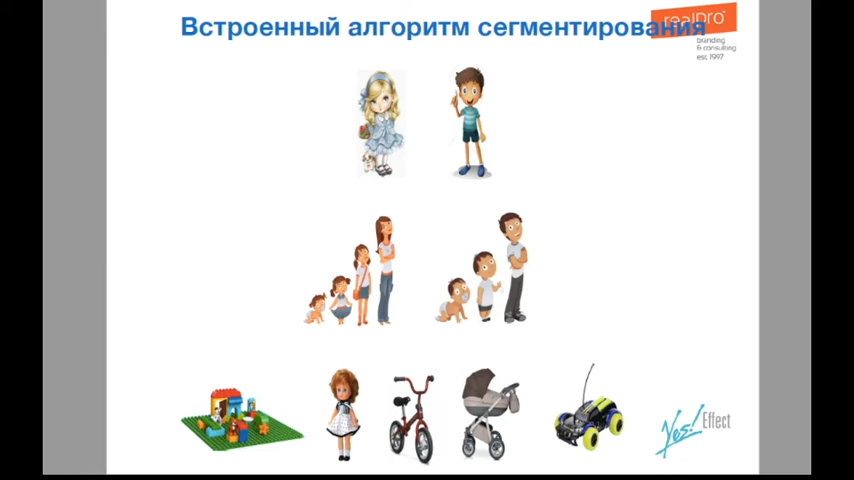 Встроенный алгоритм сегментирования
realpro
branding
& consulting
est. 1997
Yes! Effect